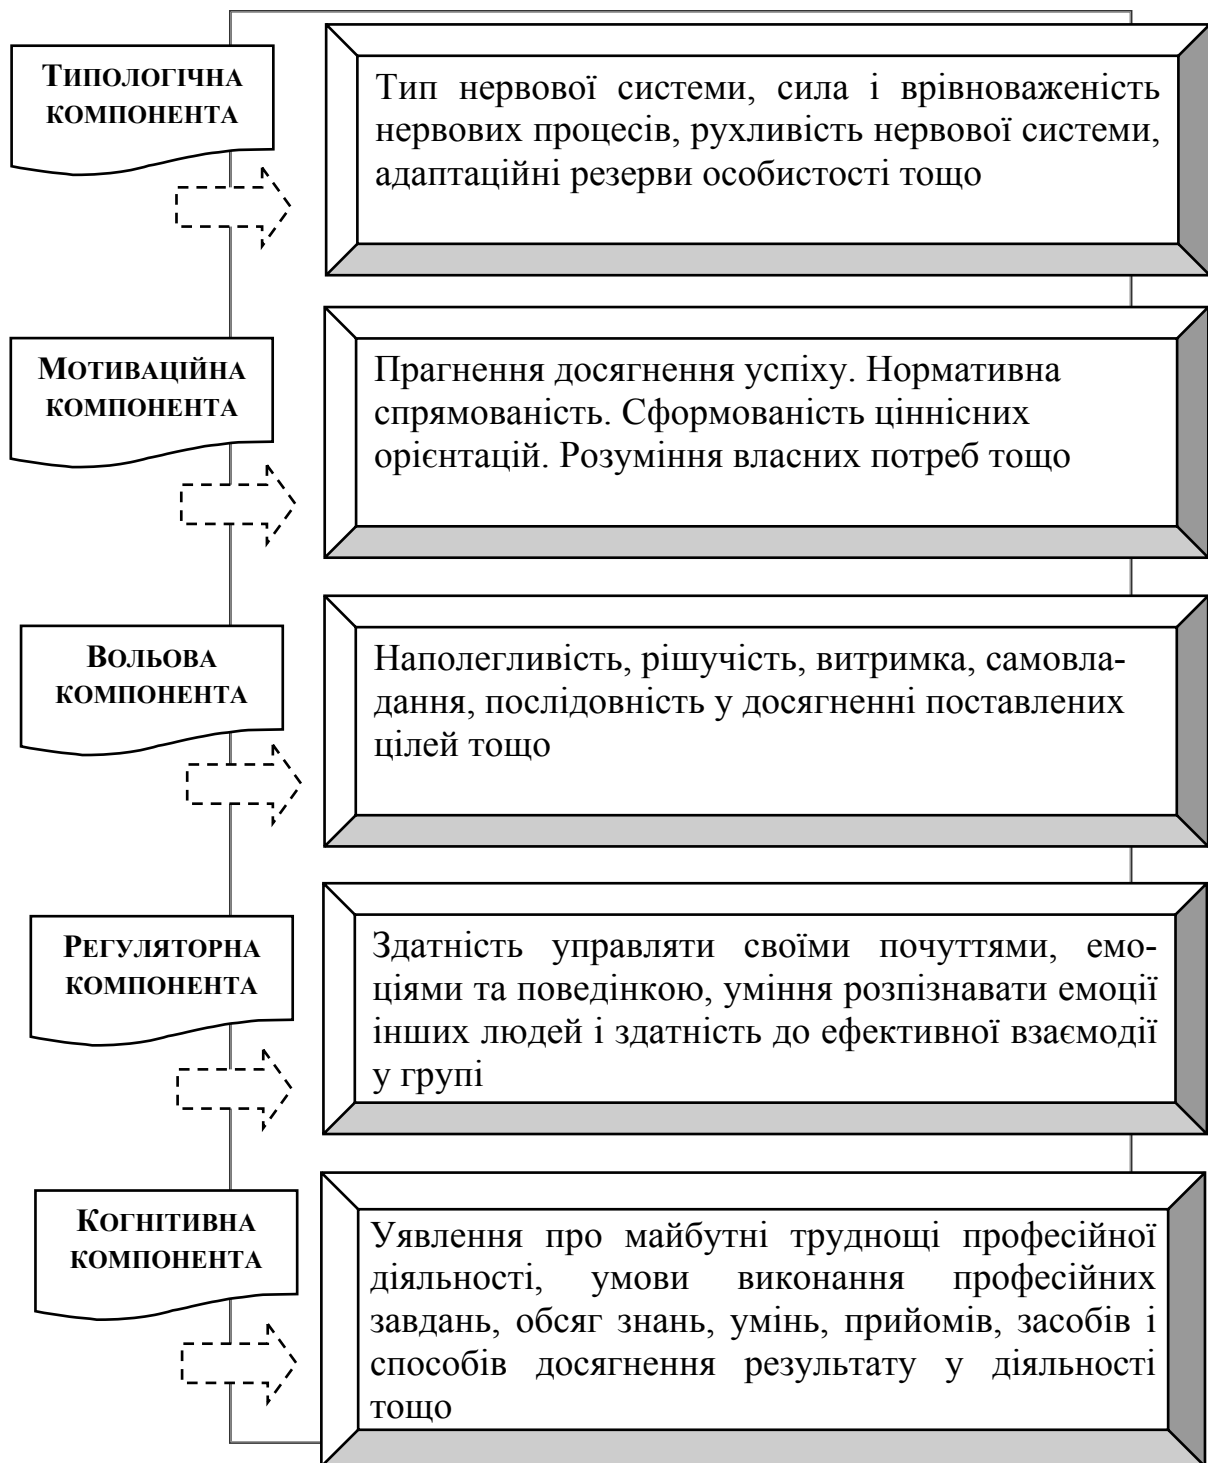 ТИПОЛОГІЧНА
КОМПОНЕНТА
Тип нервової системи, сила і врівноваженість
нервових процесів, рухливість нервової системи,
адаптаційні резерви особистості тощо
МОТИВАЦІЙНА
КОМПОНЕНТА
Прагнення досягнення успіху. Нормативна
спрямованість. Сформованість ціннісних
орієнтацій. Розуміння власних потреб тощо
ВОЛЬОВА
КОМПОНЕНТА
Наполегливість, рішучість, витримка, самовла-
дання, послідовність у досягненні поставлених
цілей тощо
РЕГУЛЯТОРНА
КОМПОНЕНТА
Здатність управляти своїми почуттями, емо-
ціями та поведінкою, уміння розпізнавати емоції
інших людей і здатність до ефективної взаємодії
у групі
КОГНІТИВНА
КОМПОНЕНТА
Уявлення про майбутні труднощі професійної
діяльності, умови виконання професійних
завдань, обсяг знань, умінь, прийомів, засобів і
способів досягнення результату у діяльності
тощо